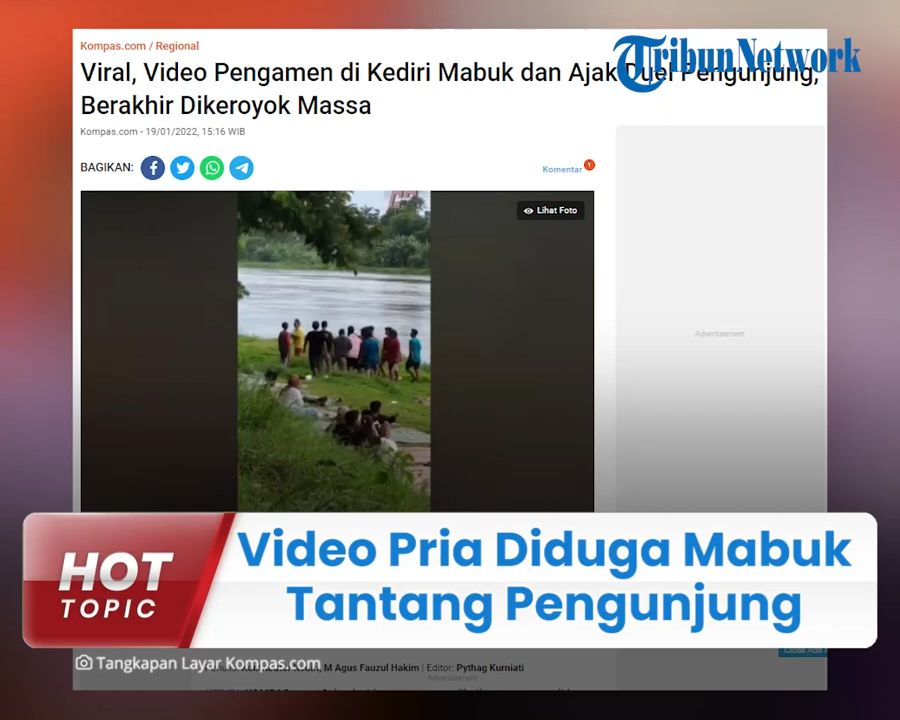 Kompas.com / Regional
TribunNetwork
Viral, Video Pengamen di Kediri Mabuk dan Ajak Duel Pengunjung,
Berakhir Dikeroyok Massa
Kompas.com - 19/01/2022, 15:16 WIB
BAGIKAN:
Komentar 1
Lihat Foto
Advertisement
HOT
TOPIC
Video Pria Diduga Mabuk
Tantang Pengunjung
Tangkapan Layar Kompas.com
M Agus Fauzul Hakim | Editor: Pythag Kurniati
Advertisement